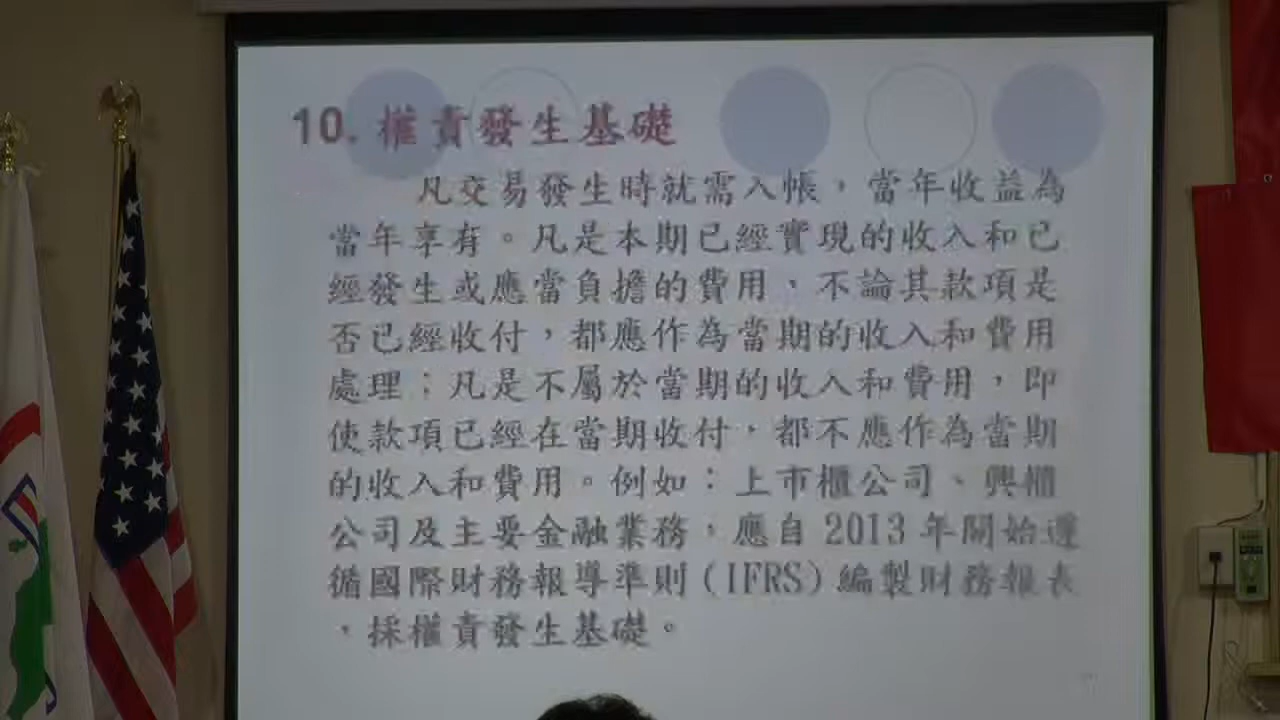 10. 權責發生基礎
凡交易發生時就需入帳，當年收益為
當年享有。凡是本期已經實現的收入和已
經發生或應當負擔的費用、不論其款項是
否已經收付，都應作為當期的收入和費用
處理；凡是不屬於當期的收入和費用，即
使款項已經在當期收付，都不應作為當期
的收入和費用。例如：上市櫃公司、興櫃
公司及主要金融業務，應自 2013 年開始遵
循國際財務報導準則(IFRS)編製財務報表
，採權責發生基礎。